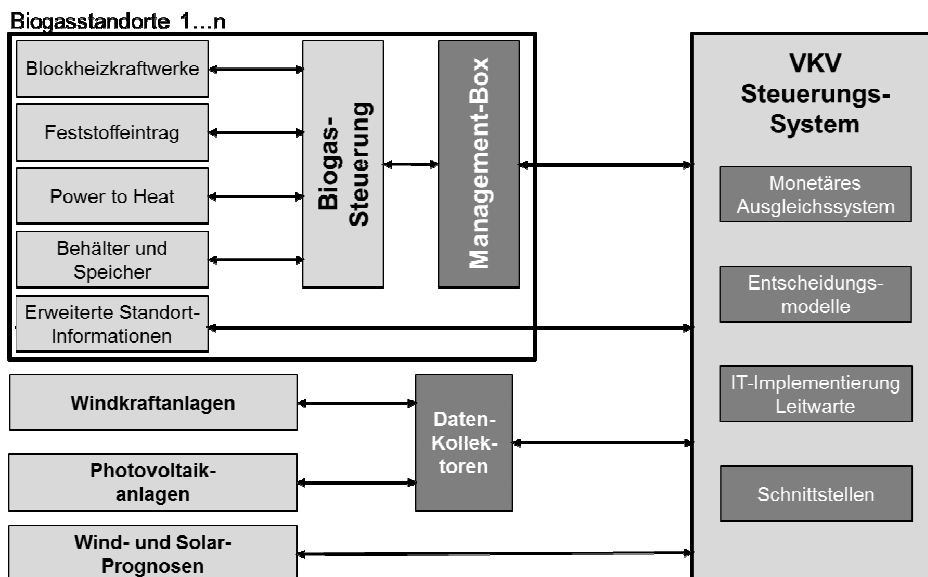 Biogasstandorte 1...n
Blockheizkraftwerke
Feststoffeintrag
Power to Heat
Behälter und
Speicher
Erweiterte Standort-
Informationen
Biogas-
Steuerung
Management-Box
Windkraftanlagen
Photovoltaik-
anlagen
Wind- und Solar-
Prognosen
Daten-
Kollek-
toren
VKV
Steuerungs-
System
Monetäres
Ausgleichssystem
Entscheidungs-
modelle
IT-Implementierung
Leitwarte
Schnittstellen